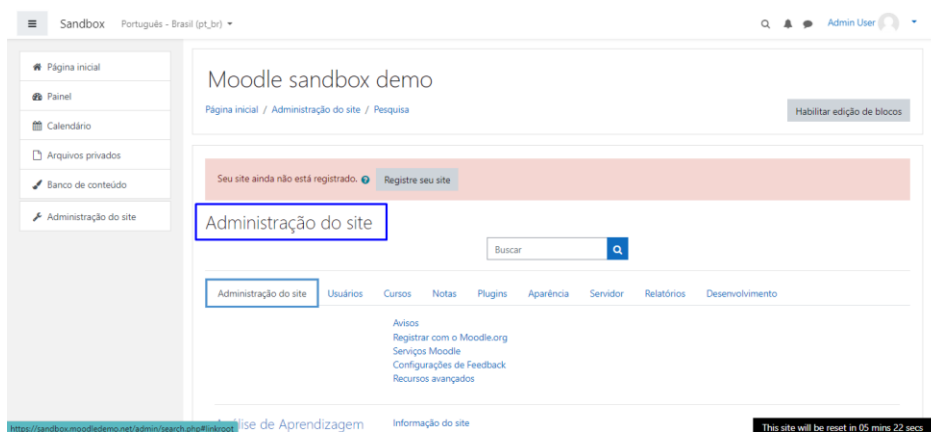 Sandbox Português - Brasil (pt_br)
Admin User
Página inicial
Painel
Calendário
Arquivos privados
Banco de conteúdo
Administração do site
Moodle sandbox demo
Página inicial / Administração do site / Pesquisa
Habilitar edição de blocos
Seu site ainda não está registrado. Registre seu site
Administração do site
Buscar
Administração do site Usuários Cursos Notas Plugins Aparência Servidor Relatórios Desenvolvimento
Avisos
Registrar com o Moodle.org
Serviços Moodle
Configurações de Feedback
Recursos avançados
lise de Aprendizagem Informação do site
https://sandbox.moodledemo.net/admin/search.php#linkroot
This site will be reset in 05 mins 22 secs